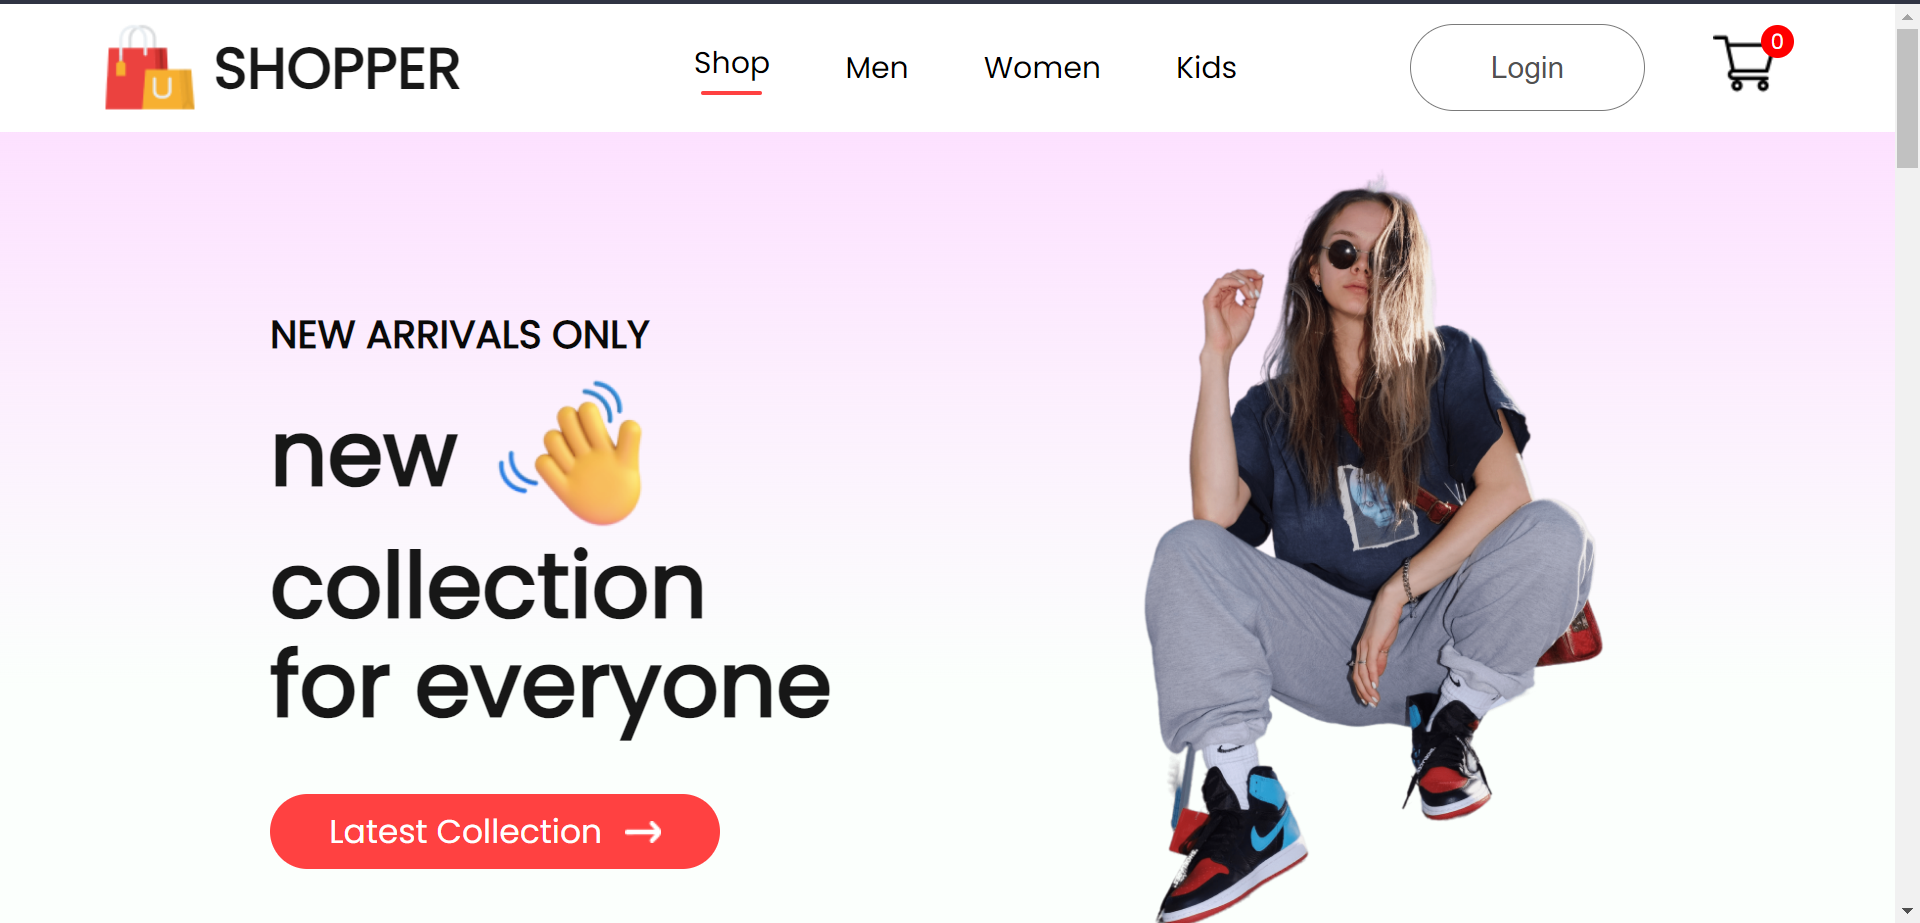 SHOPPER
Shop Men Women Kids
Login
0
NEW ARRIVALS ONLY
new
collection
for everyone
Latest Collection